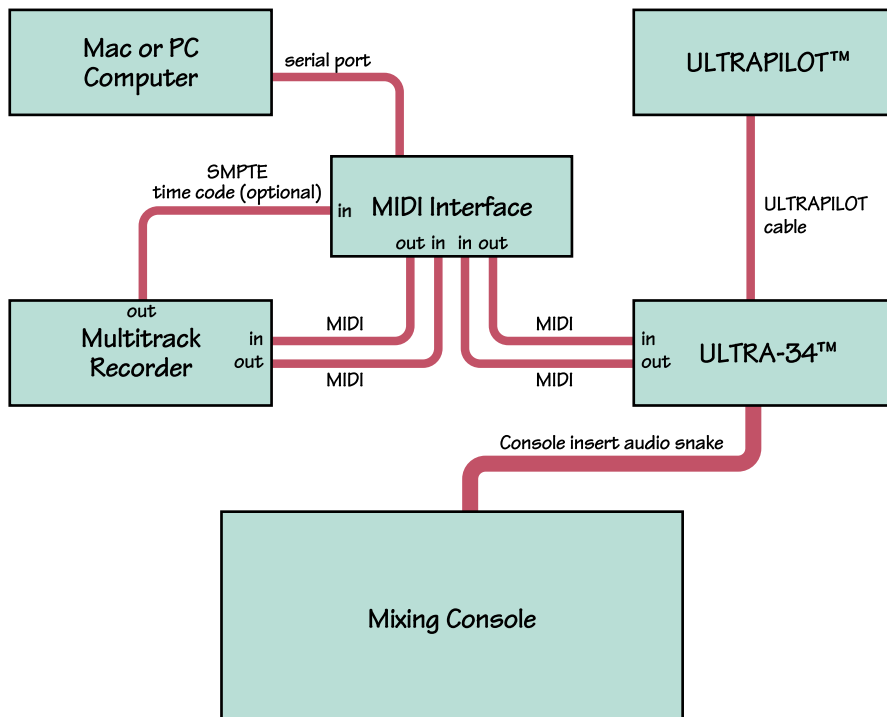 Mac or PC
Computer
serial port
ULTRAPILOT™
SMPTE
time code (optional)
in
MIDI Interface
out in in out
ULTRAPILOT
cable
out
Multitrack
Recorder
in
out
MIDI
MIDI
MIDI
MIDI
in
out
ULTRA-34™
Console insert audio snake
Mixing Console